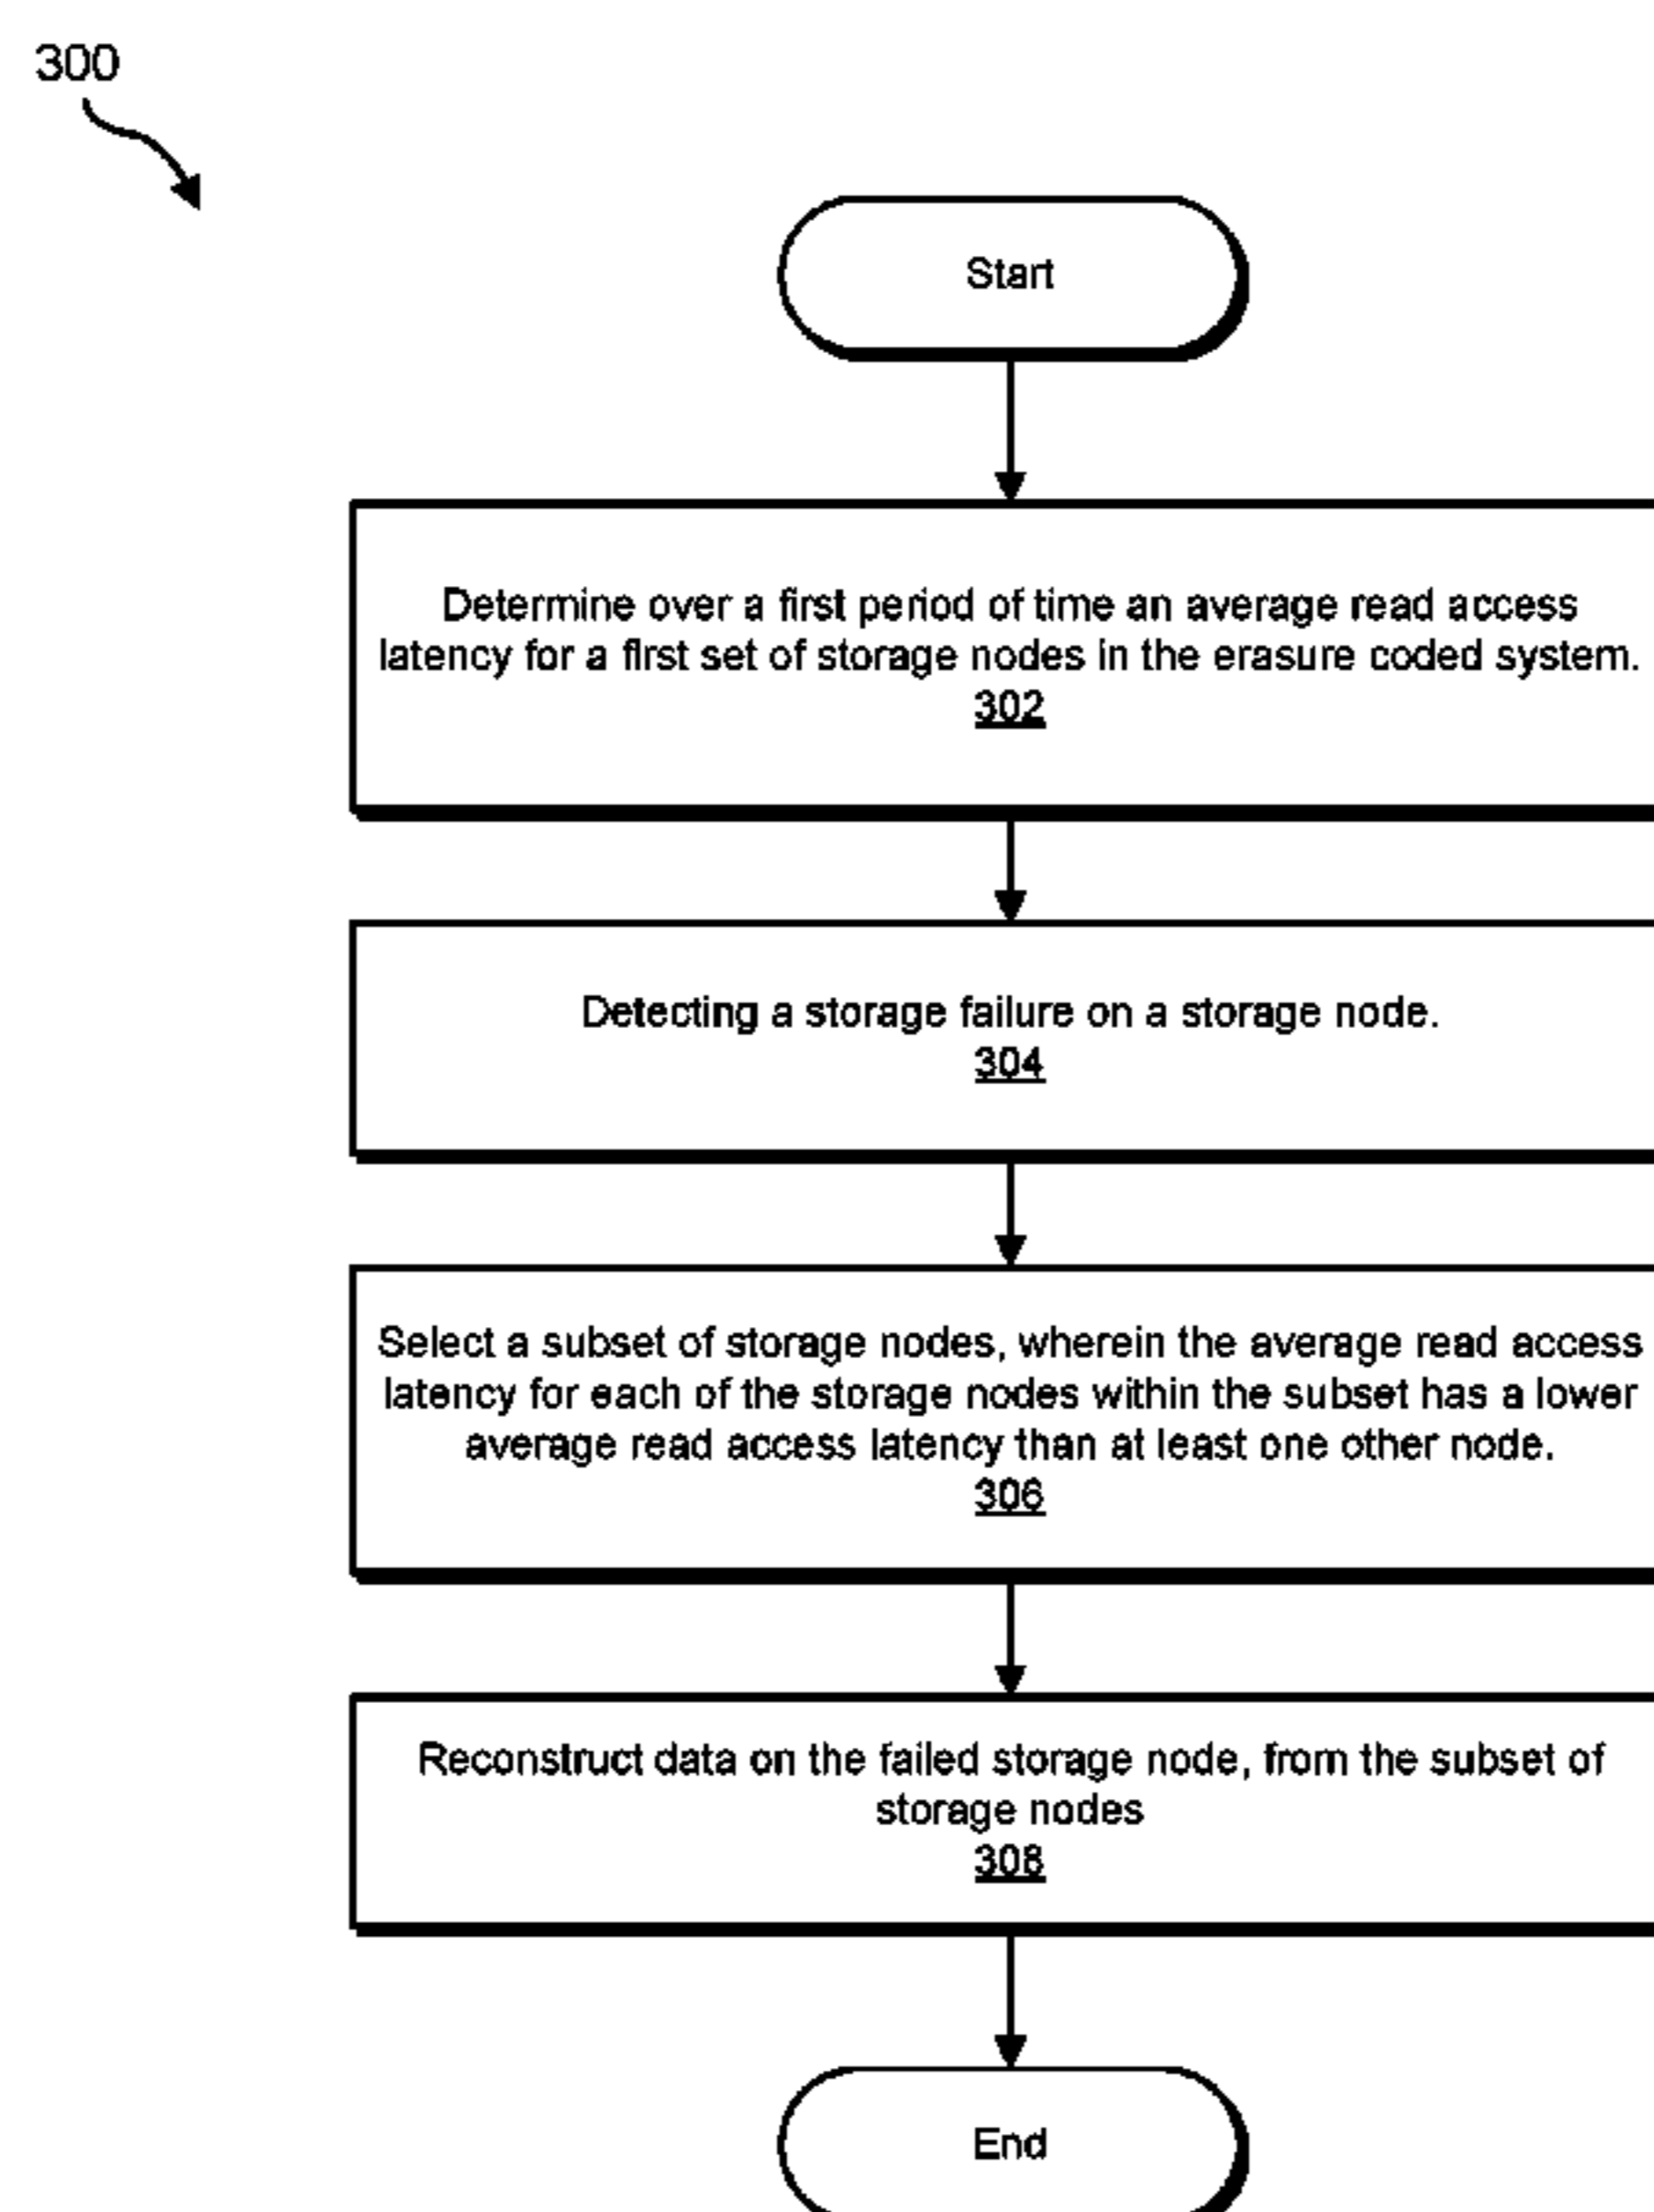 300
Start
Determine over a first period of time an average read access
latency for a first set of storage nodes in the erasure coded system.
302
Detecting a storage failure on a storage node.
304
Select a subset of storage nodes, wherein the average read access
latency for each of the storage nodes within the subset has a lower
average read access latency than at least one other node.
306
Reconstruct data on the failed storage node, from the subset of
storage nodes
308
End